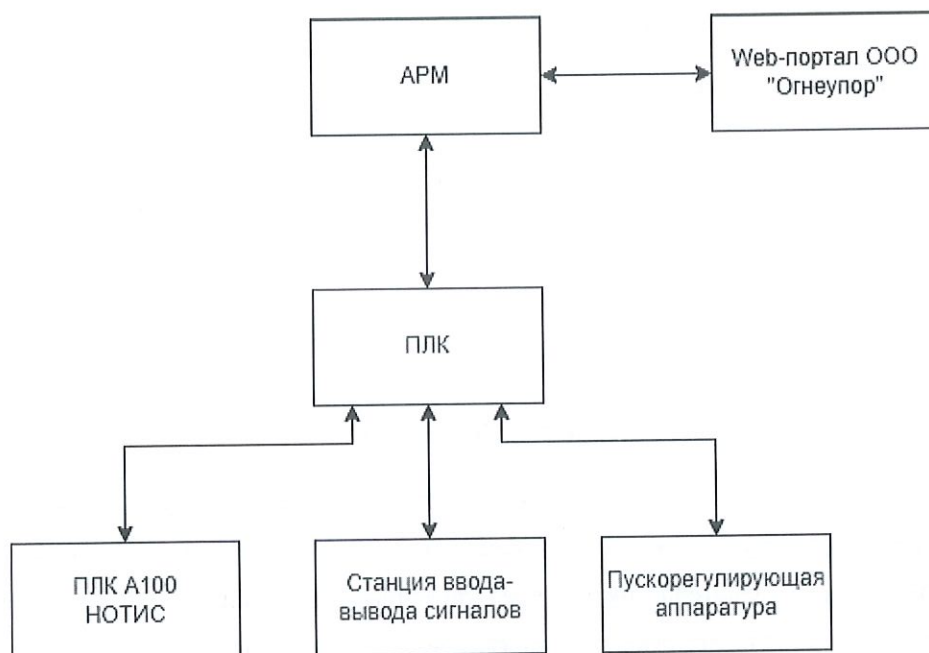 АРМ
Web-портал ООО
"Огнеупор"
ПЛК
ПЛК А100
НОТИС
Станция ввода-
вывода сигналов
Пускорегулирующая
аппаратура